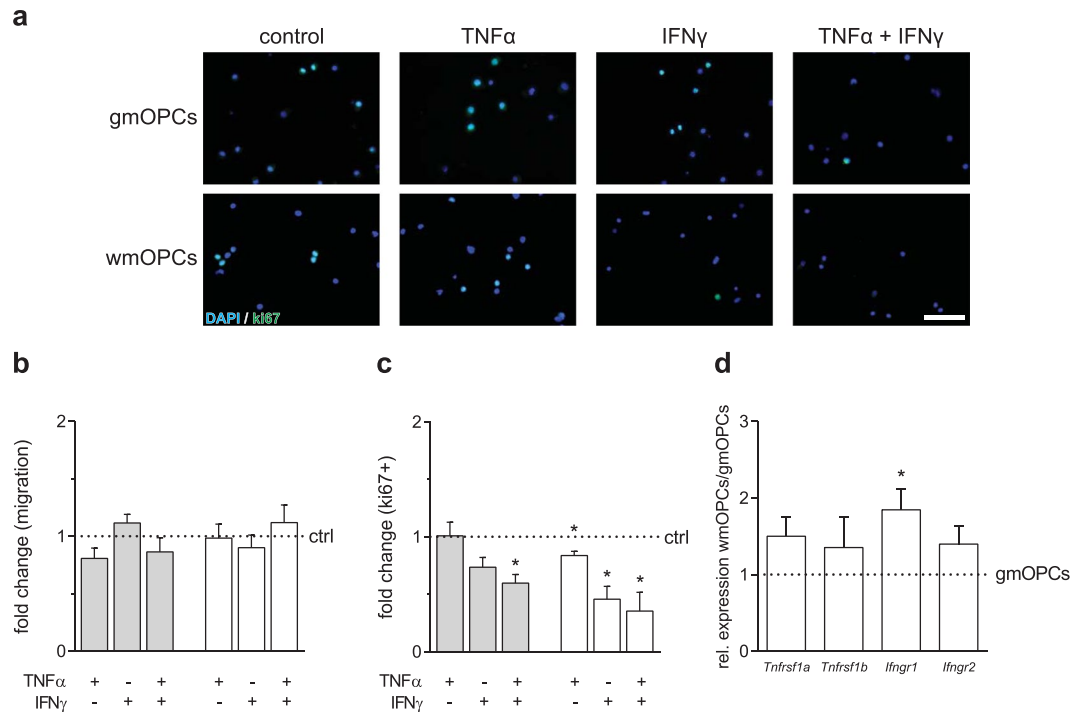 a
control TNFα IFNγ TNFα + IFNγ
gmOPCs
wmOPCs
DAPI / ki67
b
fold change (migration)
2
1
0
ctrl
TNFα + - + + - +
IFNγ - + + - + +
c
fold change (ki67+)
2
1
0
* * * *
ctrl
TNFα + - + + - +
IFNγ - + + - + +
d
rel. expression wmOPCs/gmOPCs
3
2
1
0
*
gmOPCs
Tnfrsf1a Tnfrsf1b Ifngr1 Ifngr2